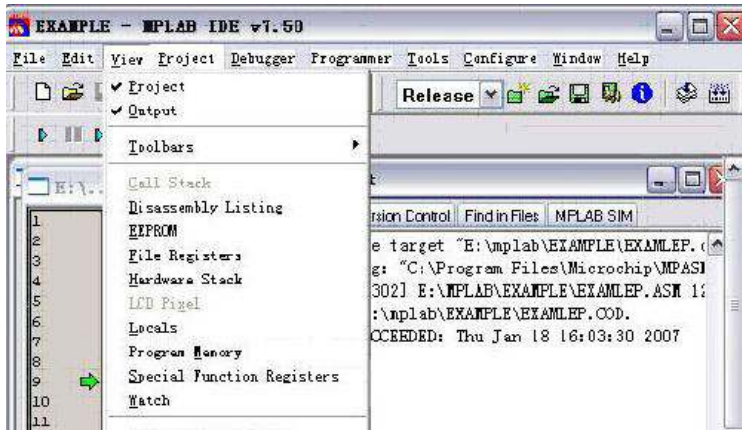 EXAMPLE - MPLAB IDE v7.50
File Edit View Project Debugger Programmer Tools Configure Window Help
Release
Project
Output
Toolbars
Call Stack
Disassembly Listing
EEPROM
File Registers
Hardware Stack
LCD Pixel
Locals
Program Memory
Special Function Registers
Watch
E:\..
rsion Control Find in Files MPLAB SIM
e target "E:\mplab\EXAMPLE\EXAMLEP.
g: "C:\Program Files\Microchip\MPASM
302] E:\MPLAB\EXAMPLE\EXAMLEP.ASM 12
:\mplab\EXAMPLE\EXAMLEP.COD.
CCEEDED: Thu Jan 18 16:03:30 2007
1
2
3
4
5
6
7
8
9
10
11